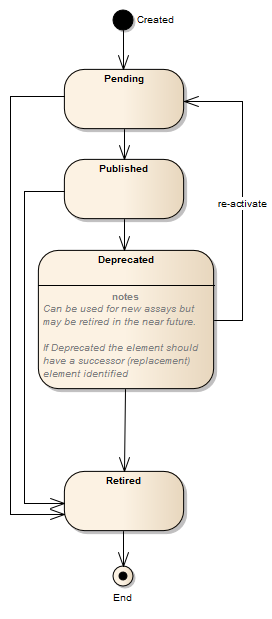 Created
Pending
Published
re-activate
Deprecated
notes
Can be used for new assays but
may be retired in the near future.
If Deprecated the element should
have a successor (replacement)
element identified
Retired
End